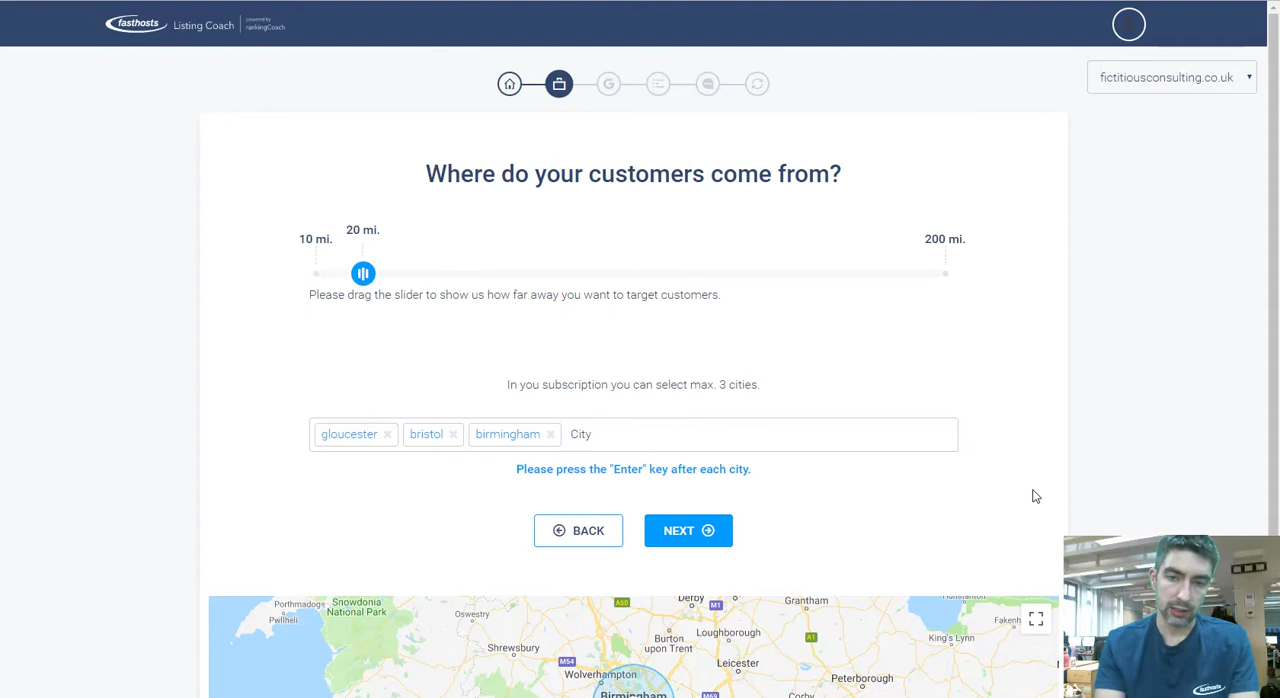 fasthosts Listing Coach powered by rankingCoach
fictitiousconsulting.co.uk
Where do your customers come from?
20 mi.
10 mi. 200 mi.
Please drag the slider to show us how far away you want to target customers.
In you subscription you can select max. 3 cities.
gloucester bristol birmingham City
Please press the "Enter" key after each city.
BACK NEXT
Porthmadog
Snowdonia
National Park
Pwllheli
Oswestry
Shrewsbury
A50
Derby
M1
Grantham
Burton
upon Trent
Loughborough
A1
King's Lynn
Fakenh
M54
Wolverhampton
Leicester
Peterborough
Birmingham
M69
Corby
fasthosts